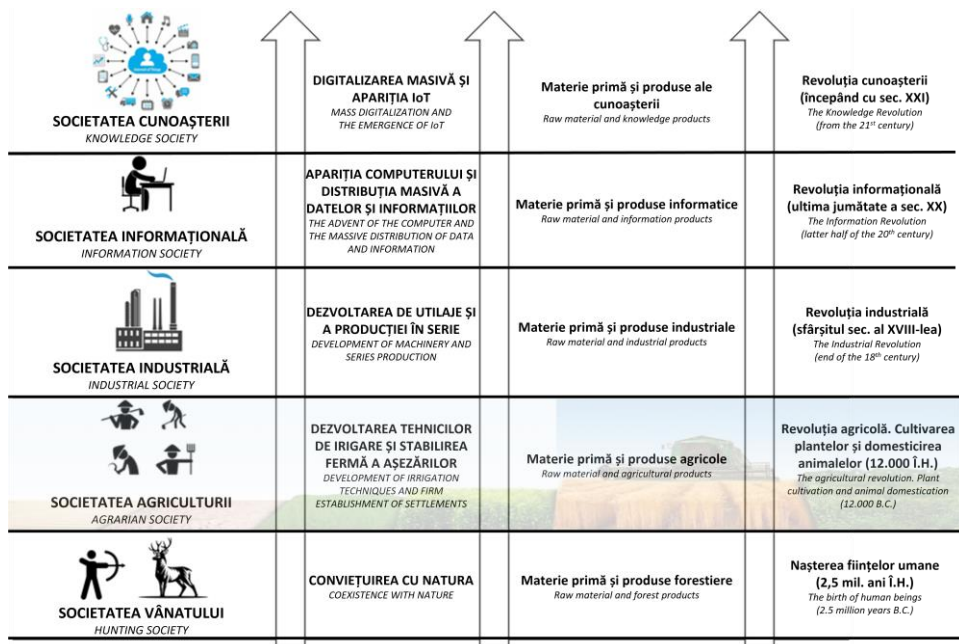 SOCIETATEA CUNOAȘTERII
KNOWLEDGE SOCIETY
DIGITALIZAREA MASIVĂ ȘI
APARIȚIA IoT
MASS DIGITALIZATION AND
THE EMERGENCE OF IoT
Materie primă și produse ale
cunoașterii
Raw material and knowledge products
Revoluția cunoașterii
(începând cu sec. XXI)
The Knowledge Revolution
(from the 21st century)
SOCIETATEA INFORMAȚIONALĂ
INFORMATION SOCIETY
APARIȚIA COMPUTERULUI ȘI
DISTRIBUȚIA MASIVĂ A
DATELOR ȘI INFORMAȚIILOR
THE ADVENT OF THE COMPUTER AND
THE MASSIVE DISTRIBUTION OF DATA
AND INFORMATION
Materie primă și produse informatice
Raw material and information products
Revoluția informațională
(ultima jumătate a sec. XX)
The Information Revolution
(latter half of the 20th century)
SOCIETATEA INDUSTRIALĂ
INDUSTRIAL SOCIETY
DEZVOLTAREA DE UTILAJE ȘI
A PRODUCȚIEI ÎN SERIE
DEVELOPMENT OF MACHINERY AND
SERIES PRODUCTION
Materie primă și produse industriale
Raw material and industrial products
Revoluția industrială
(sfârșitul sec. al XVIII-lea)
The Industrial Revolution
(end of the 18th century)
SOCIETATEA AGRICULTURII
AGRARIAN SOCIETY
DEZVOLTAREA TEHNICILOR
DE IRIGARE ȘI STABILIREA
FERMĂ A AȘEZĂRILOR
DEVELOPMENT OF IRRIGATION
TECHNIQUES AND FIRM
ESTABLISHMENT OF SETTLEMENTS
Materie primă și produse agricole
Raw material and agricultural products
Revoluția agricolă. Cultivarea
plantelor și domesticirea
animalelor (12.000 Î.H.)
The agricultural revolution. Plant
cultivation and animal domestication
(12.000 B.C.)
SOCIETATEA VÂNATULUI
HUNTING SOCIETY
CONVIEȚUIREA CU NATURA
COEXISTENCE WITH NATURE
Materie primă și produse forestiere
Raw material and forest products
Nașterea ființelor umane
(2,5 mil. ani Î.H.)
The birth of human beings
(2.5 million years B.C.)